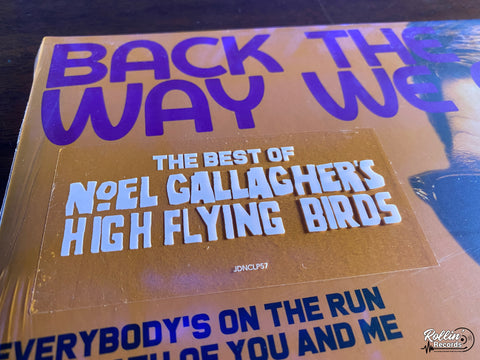 BACK THE
WAY WE
THE BEST OF
NOEL GALLAGHER'S
HIGH FLYING BIRDS
JDNCLP57
EVERYBODY'S ON THE RUN
OF YOU AND ME
Rollin'
Records